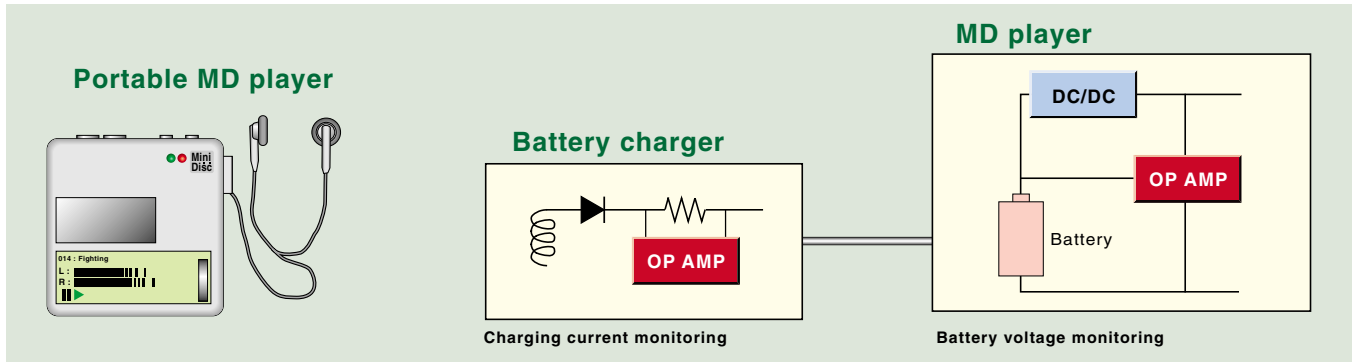 Portable MD player
Mini
Disc
014 : Fighting
L :
R :
Battery charger
OP AMP
Charging current monitoring
MD player
DC/DC
OP AMP
Battery
Battery voltage monitoring